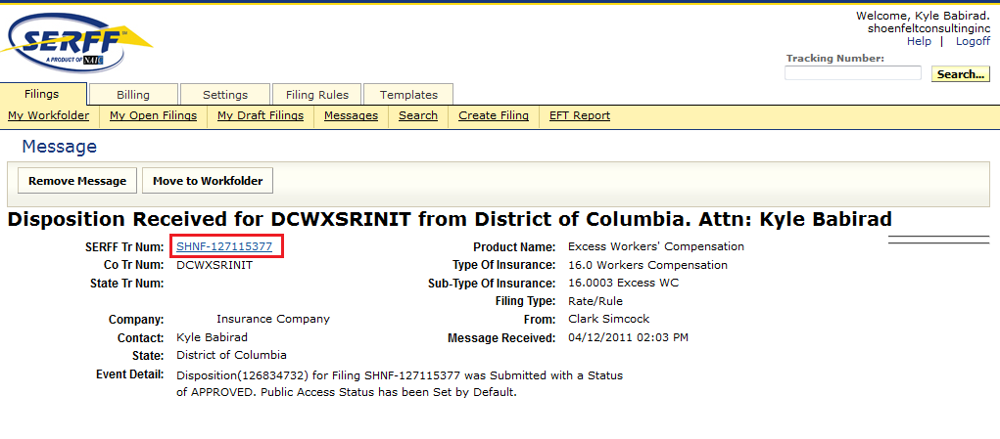 Welcome, Kyle Babirad.
shoenfeltconsultinginc
Help | Logoff
SERFF
A PRODUCT OF NAIC
Tracking Number:
Search...
Filings Billing Settings Filing Rules Templates
My Workfolder My Open Filings My Draft Filings Messages Search Create Filing EFT Report
Message
Remove Message Move to Workfolder
Disposition Received for DCWXSRINIT from District of Columbia. Attn: Kyle Babirad
SERFF Tr Num: SHNF-127115377 Product Name: Excess Workers' Compensation
Co Tr Num: DCWXSRINIT Type Of Insurance: 16.0 Workers Compensation
State Tr Num: Sub-Type Of Insurance: 16.0003 Excess WC
Filing Type: Rate/Rule
Company: Insurance Company From: Clark Simcock
Contact: Kyle Babirad Message Received: 04/12/2011 02:03 PM
State: District of Columbia
Event Detail: Disposition(126834732) for Filing SHNF-127115377 was Submitted with a Status
of APPROVED. Public Access Status has been Set by Default.